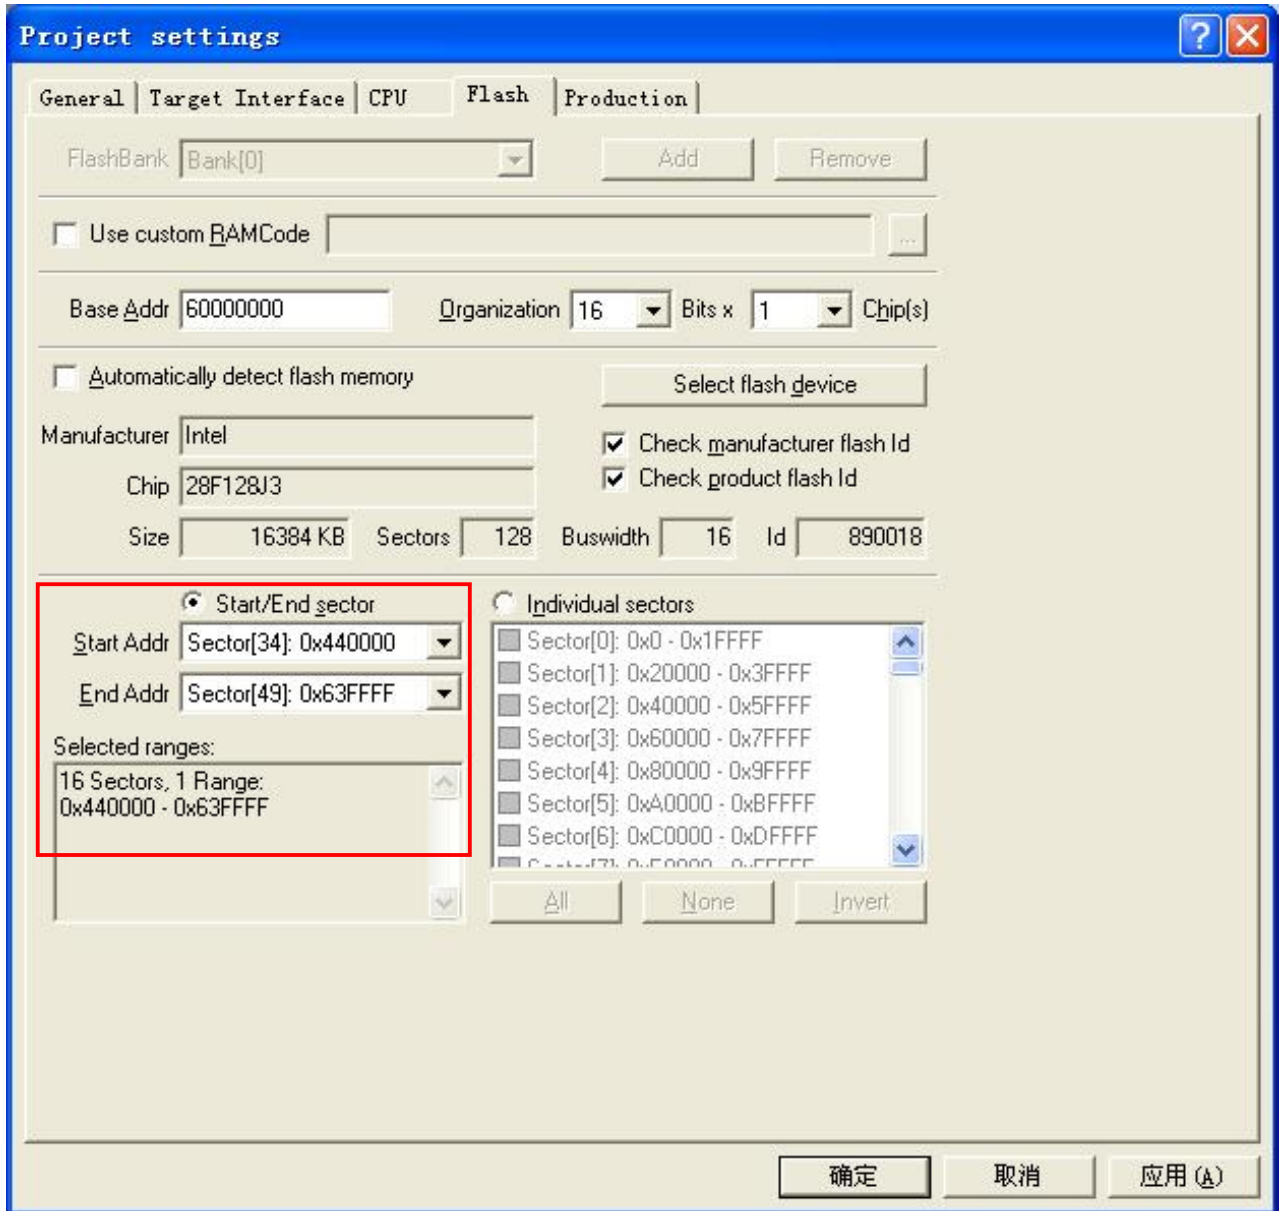 Project settings
General Target Interface CPU Flash Production
FlashBank Bank[0] Add Remove
Use custom RAMCode ...
Base Addr 60000000 Organization 16 Bits x 1 Chip(s)
Automatically detect flash memory Select flash device
Manufacturer Intel Check manufacturer flash Id
Chip 28F128J3 Check product flash Id
Size 16384 KB Sectors 128 Buswidth 16 Id 890018
Start/End sector Individual sectors
Start Addr Sector[34]: 0x440000
End Addr Sector[49]: 0x63FFFF
Selected ranges:
16 Sectors, 1 Range:
0x440000 - 0x63FFFF
Sector[0]: 0x0 - 0x1FFFF
Sector[1]: 0x20000 - 0x3FFFF
Sector[2]: 0x40000 - 0x5FFFF
Sector[3]: 0x60000 - 0x7FFFF
Sector[4]: 0x80000 - 0x9FFFF
Sector[5]: 0xA0000 - 0xBFFFF
Sector[6]: 0xC0000 - 0xDFFFF
All None Invert
确定 取消 应用(A)